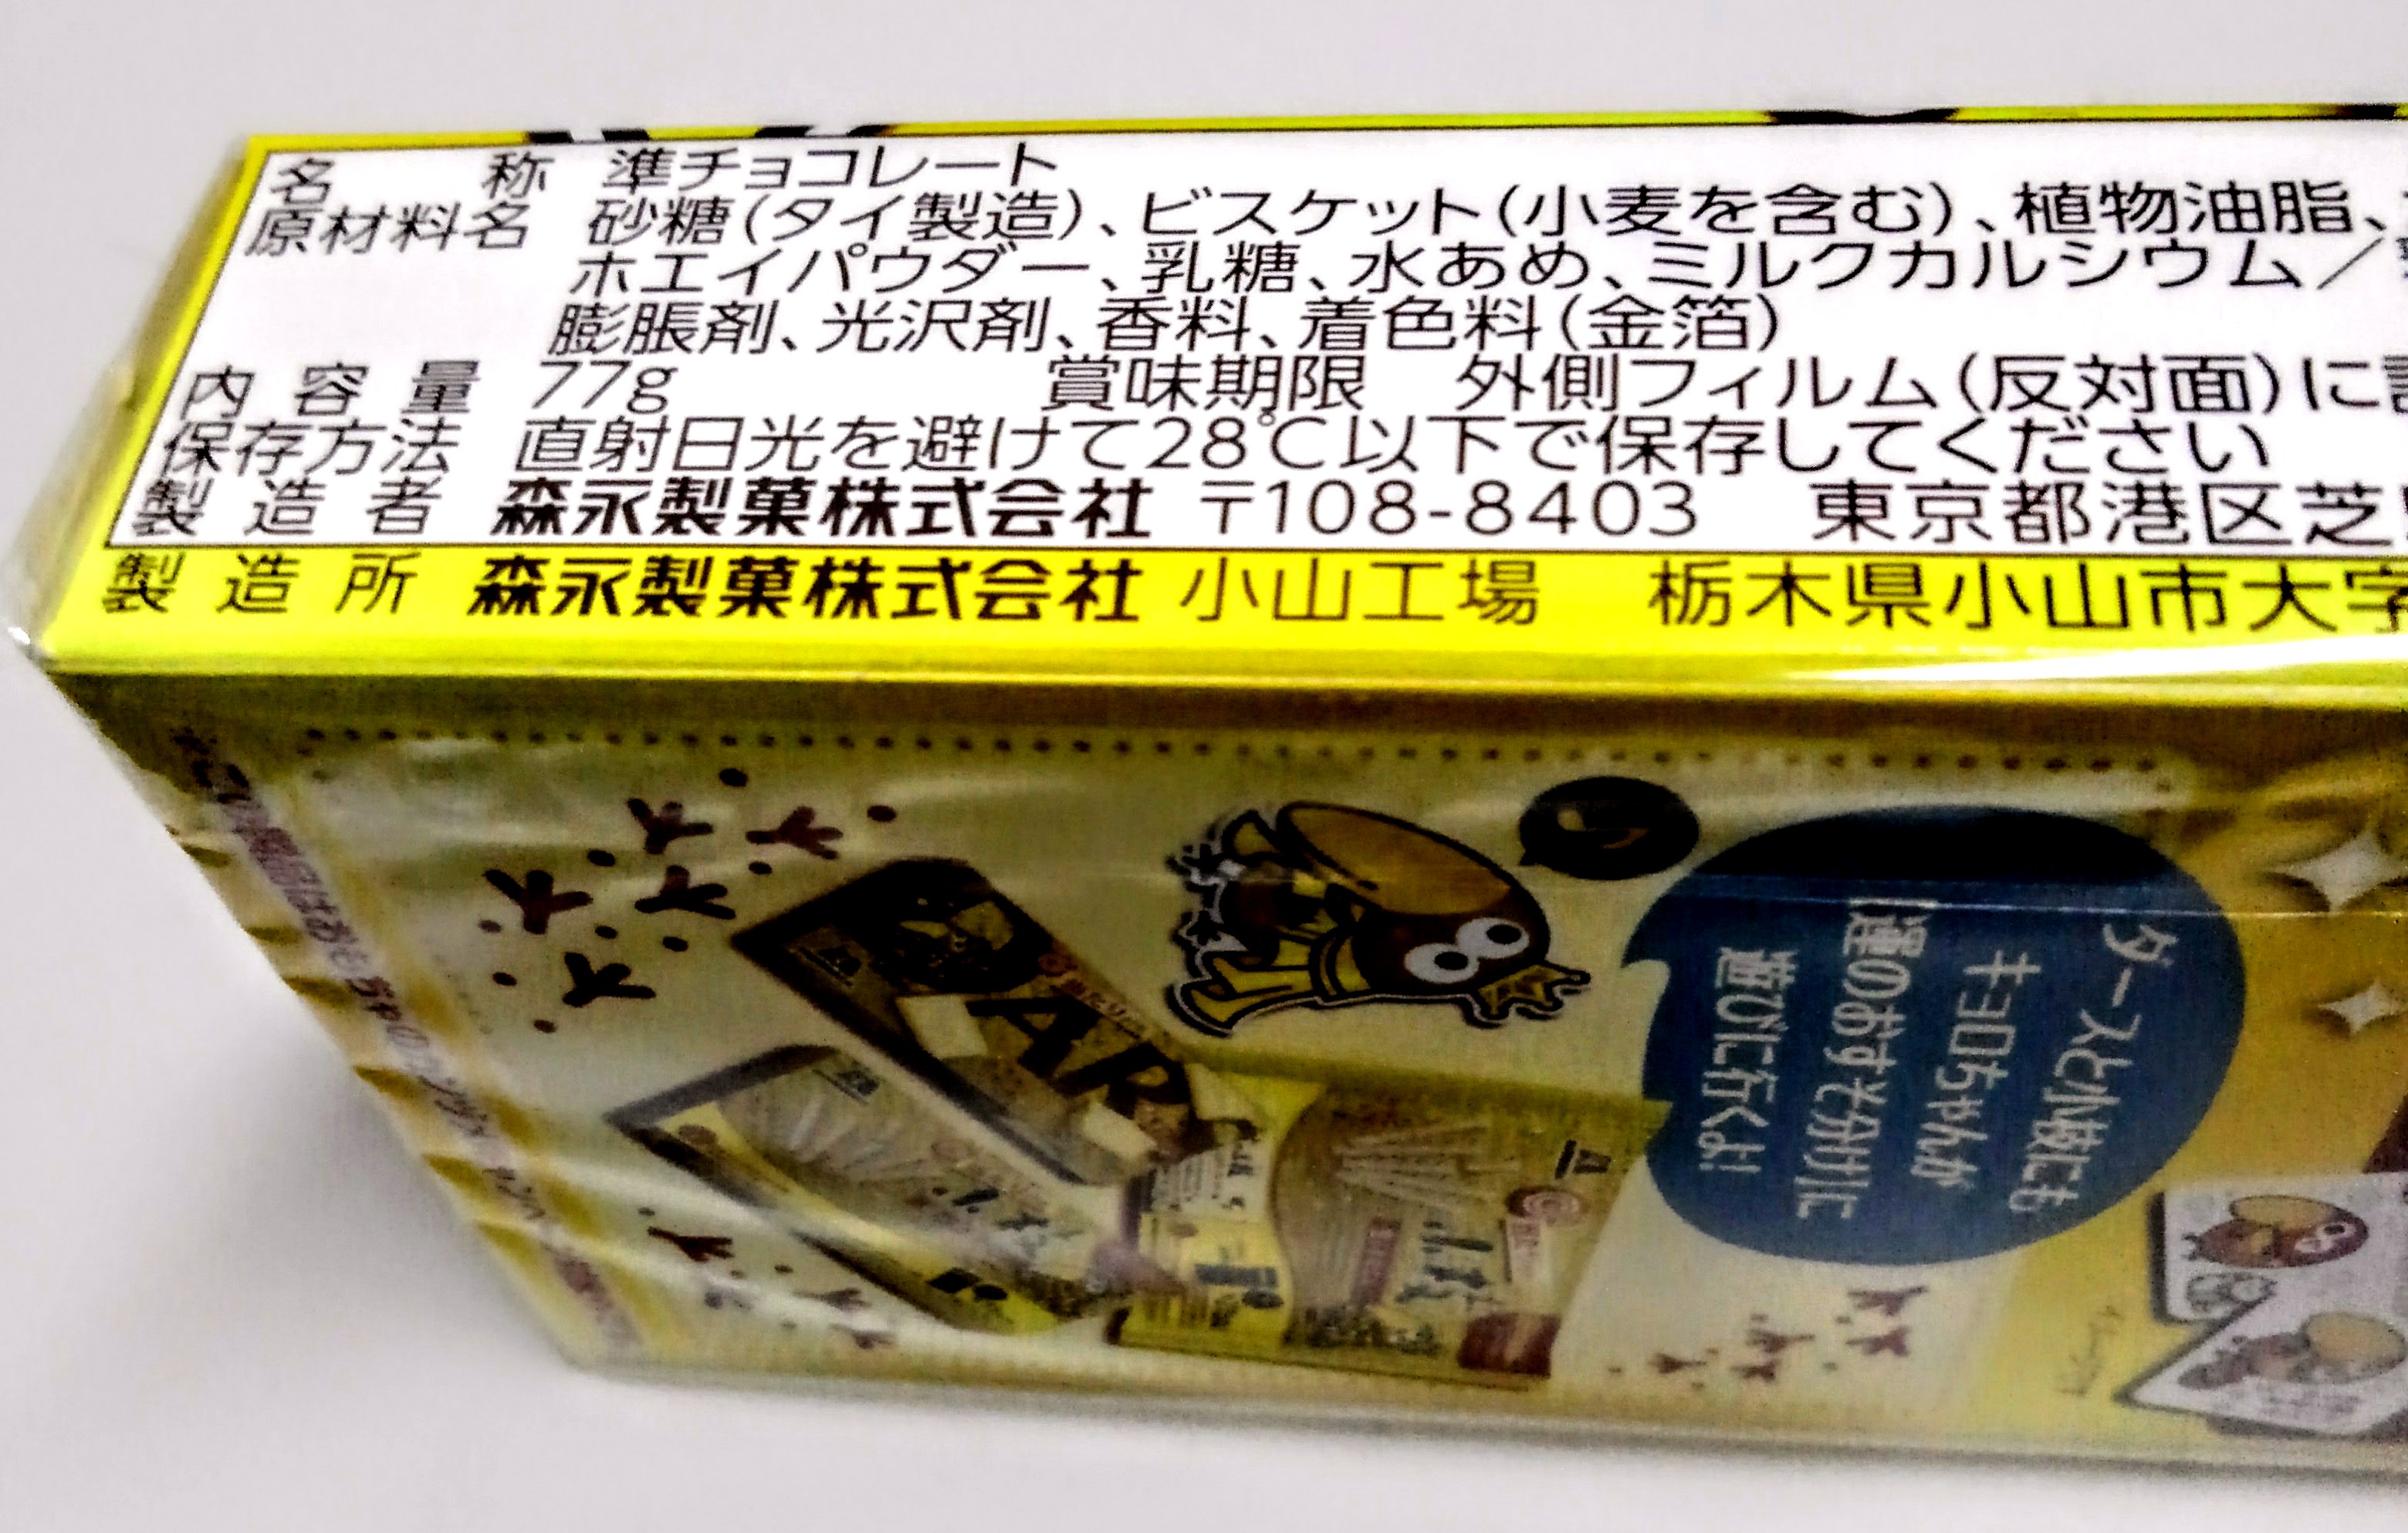 名称 準チョコレート
原材料名 砂糖(タイ製造)、ビスケット(小麦を含む)、植物油脂、
ホエイパウダー、乳糖、水あめ、ミルクカルシウム/
膨脹剤、光沢剤、香料、着色料(金箔)
内容量 77g 賞味期限 外側フィルム(反対面)に
保存方法 直射日光を避けて28℃以下で保存してください
製造者 森永製菓株式会社 〒108-8403 東京都港区芝
製造所 森永製菓株式会社 小山工場 栃木県小山市大字
ダースと小枝にも
キョロちゃんが
「運のおすそ分け」に
遊びに行くよ!
小枝